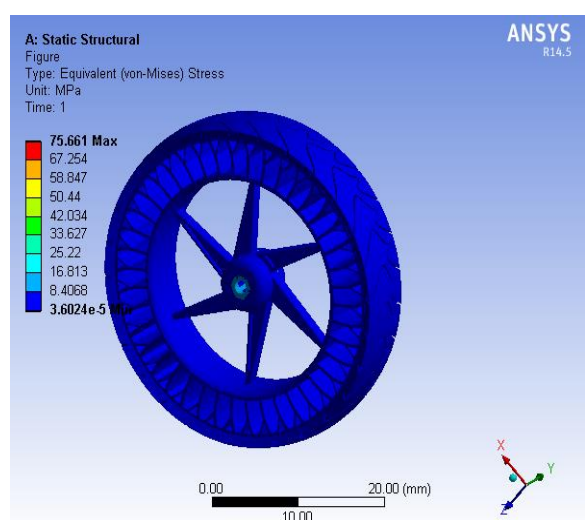 A: Static Structural
Figure
Type: Equivalent (von-Mises) Stress
Unit: MPa
Time: 1
ANSYS
R14.5
75.661 Max
67.254
58.847
50.44
42.034
33.627
25.22
16.813
8.4068
3.6024e-5
0.00 20.00 (mm)
10.00
X
Y
Z